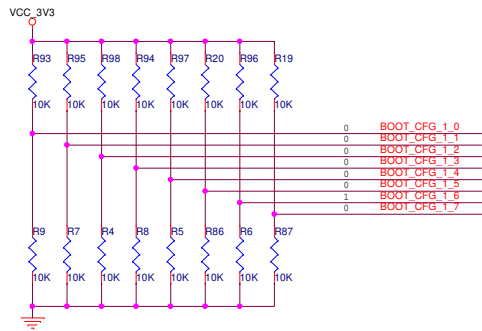 VCC_3V3
R93 R95 R98 R94 R97 R20 R96 R19
10K 10K 10K 10K 10K 10K 10K 10K
0 BOOT_CFG_1_0
0 BOOT_CFG_1_1
0 BOOT_CFG_1_2
0 BOOT_CFG_1_3
0 BOOT_CFG_1_4
0 BOOT_CFG_1_5
1 BOOT_CFG_1_6
0 BOOT_CFG_1_7
R9 R7 R4 R8 R5 R86 R6 R87
10K 10K 10K 10K 10K 10K 10K 10K